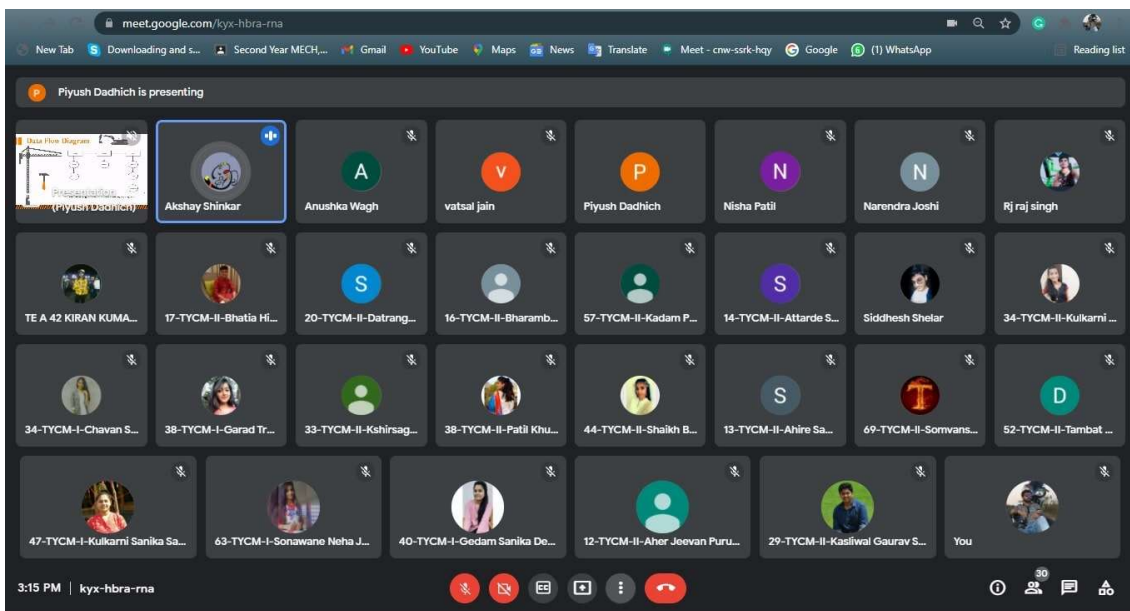 meet.google.com/kyx-hbra-rna
New Tab Downloading and s... Second Year MECH,... Gmail YouTube Maps News Translate Meet - cnw-ssrk-hqy Google (1) WhatsApp Reading list
P Piyush Dadhich is presenting
Data Flow Diagram
Presentation
(Piyush Dadhich) Akshay Shinkar A Anushka Wagh v vatsal jain P Piyush Dadhich N Nisha Patil N Narendra Joshi Rj raj singh
TE A 42 KIRAN KUMA... 17-TYCM-II-Bhatia Hi... S 20-TYCM-II-Datrang... 16-TYCM-II-Bharamb... 57-TYCM-II-Kadam P... S 14-TYCM-II-Attarde S... Siddhesh Shelar 34-TYCM-II-Kulkarni ...
34-TYCM-I-Chavan S... 38-TYCM-I-Garad Tr... 33-TYCM-II-Kshirsag... 38-TYCM-II-Patil Khu... 44-TYCM-II-Shaikh B... S 13-TYCM-II-Ahire Sa... T 69-TYCM-II-Somvans... D 52-TYCM-II-Tambat ...
47-TYCM-I-Kulkarni Sanika Sa... 63-TYCM-I-Sonawane Neha J... 40-TYCM-I-Gedam Sanika De... 12-TYCM-II-Aher Jeevan Puru... 29-TYCM-II-Kasliwal Gaurav S... You
3:15 PM | kyx-hbra-rna 30